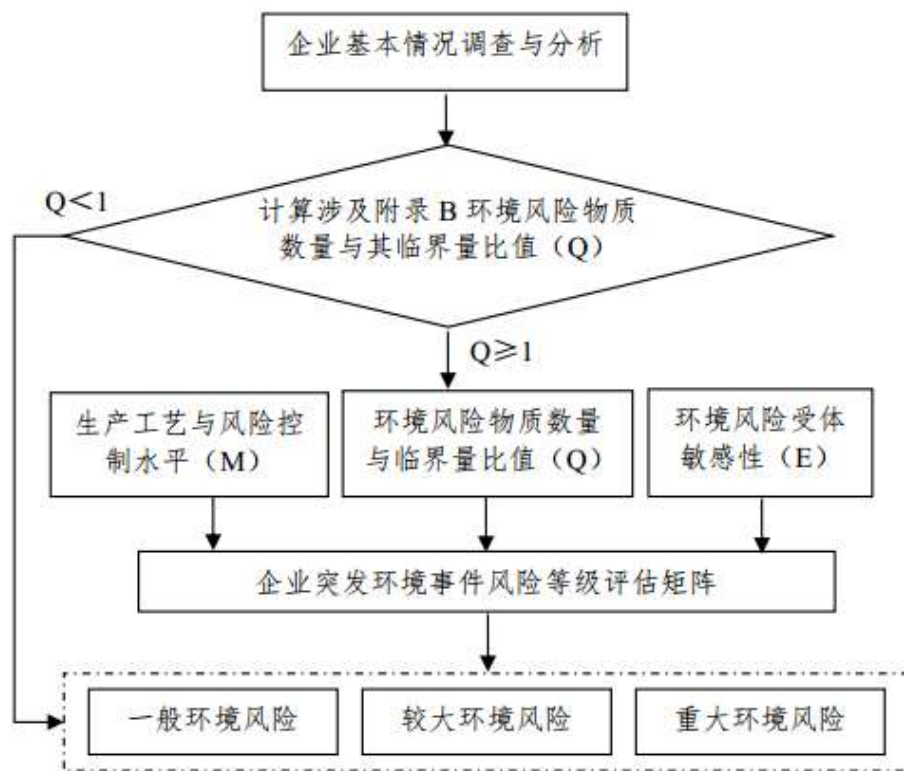 企业基本情况调查与分析
Q＜1
计算涉及附录 B 环境风险物质
数量与其临界量比值（Q）
Q≥1
生产工艺与风险控
制水平（M）
环境风险物质数量
与临界量比值（Q）
环境风险受体
敏感性（E）
企业突发环境事件风险等级评估矩阵
一般环境风险
较大环境风险
重大环境风险